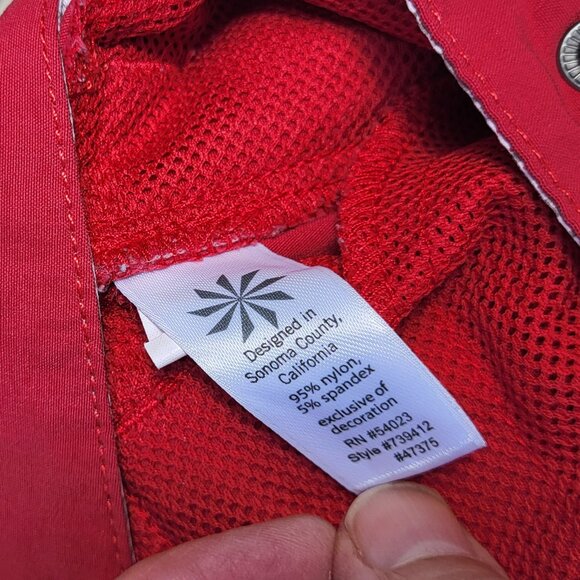 Designed in
Sonoma County,
California
95% nylon,
5% spandex
exclusive of
decoration
RN #54023
Style #739412
#47375